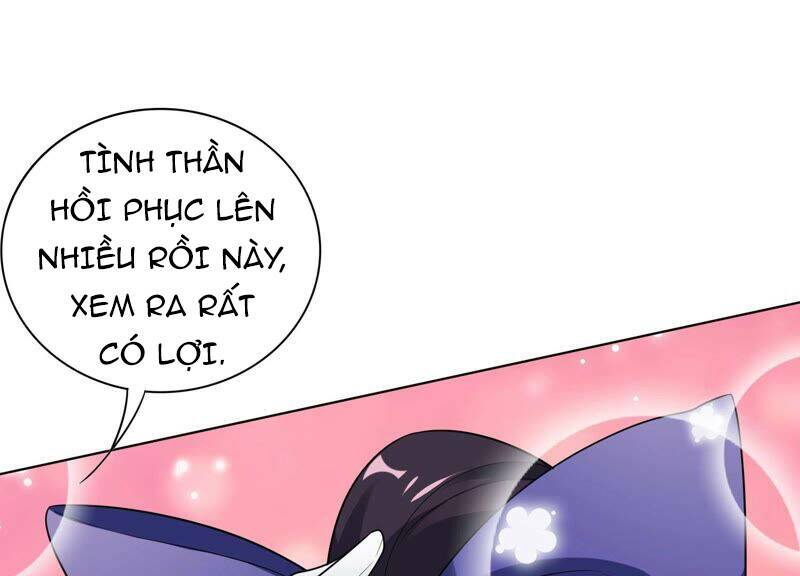 TÌNH THẦN
HỒI PHỤC LÊN
NHIỀU RỒI NÀY,
XEM RA RẤT
CÓ LỢI.